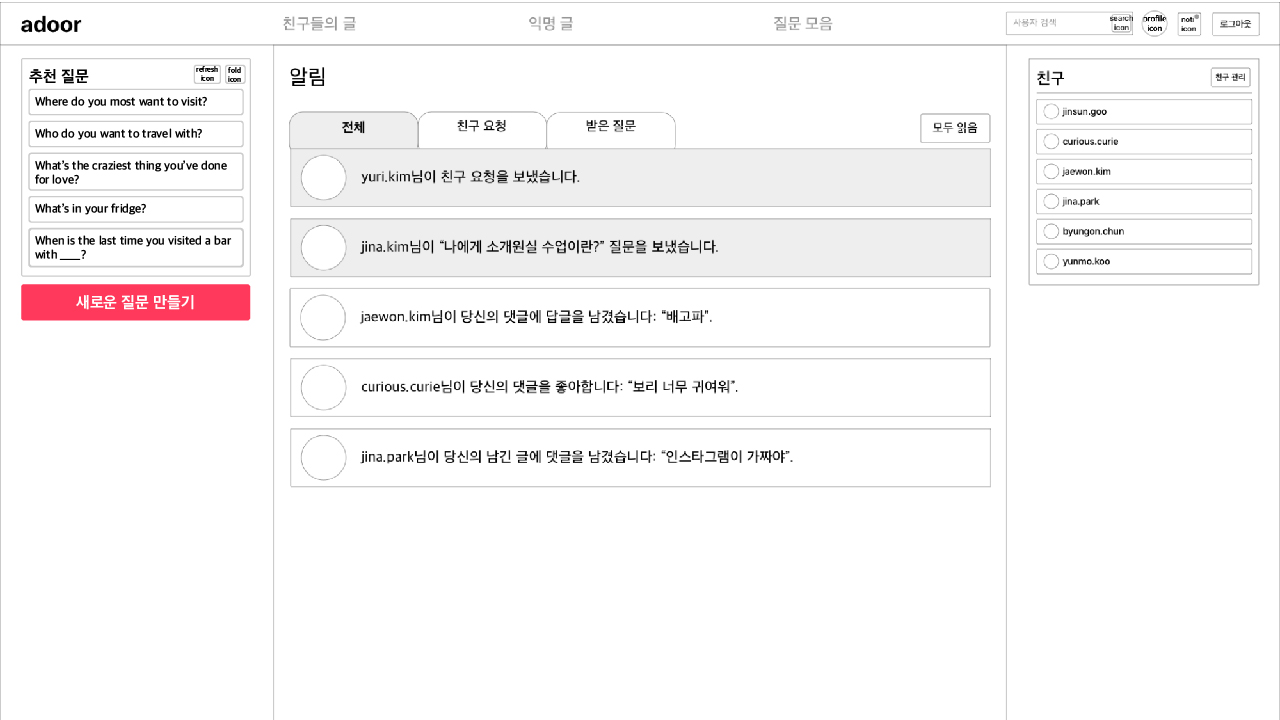 adoor
친구들의 글
익명 글
질문 모음
사용자 검색
search
icon
profile
icon
noti
icon
로그아웃
추천 질문
refresh
icon
fold
icon
Where do you most want to visit?
Who do you want to travel with?
What's the craziest thing you've done
for love?
What's in your fridge?
When is the last time you visited a bar
with ___?
새로운 질문 만들기
알림
전체
친구 요청
받은 질문
모두 읽음
yuri.kim님이 친구 요청을 보냈습니다.
jina.kim님이 “나에게 소개원실 수업이란?” 질문을 보냈습니다.
jaewon.kim님이 당신의 댓글에 답글을 남겼습니다: “배고파”.
curious.curie님이 당신의 댓글을 좋아합니다: “보리 너무 귀여워”.
jina.park님이 당신의 남긴 글에 댓글을 남겼습니다: “인스타그램이 가짜야”.
친구
친구 관리
jinsun.goo
curious.curie
jaewon.kim
jina.park
byungon.chun
yunmo.koo